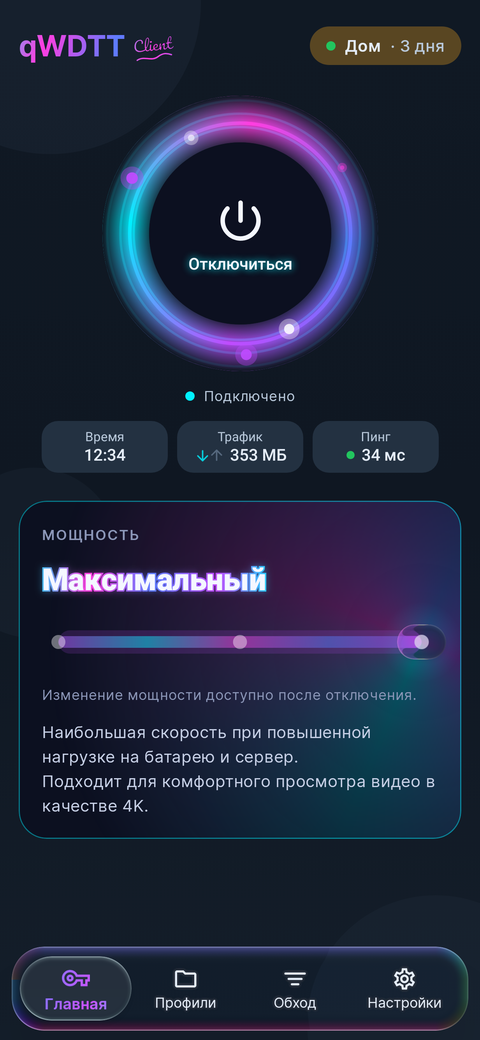 qWDTT Client
Дом · 3 дня
Отключиться
Подключено
Время
12:34
Трафик
353 МБ
Пинг
34 мс
МОЩНОСТЬ
Максимальный
Изменение мощности доступно после отключения.
Наибольшая скорость при повышенной
нагрузке на батарею и сервер.
Подходит для комфортного просмотра видео в
качестве 4K.
Главная
Профили
Обход
Настройки